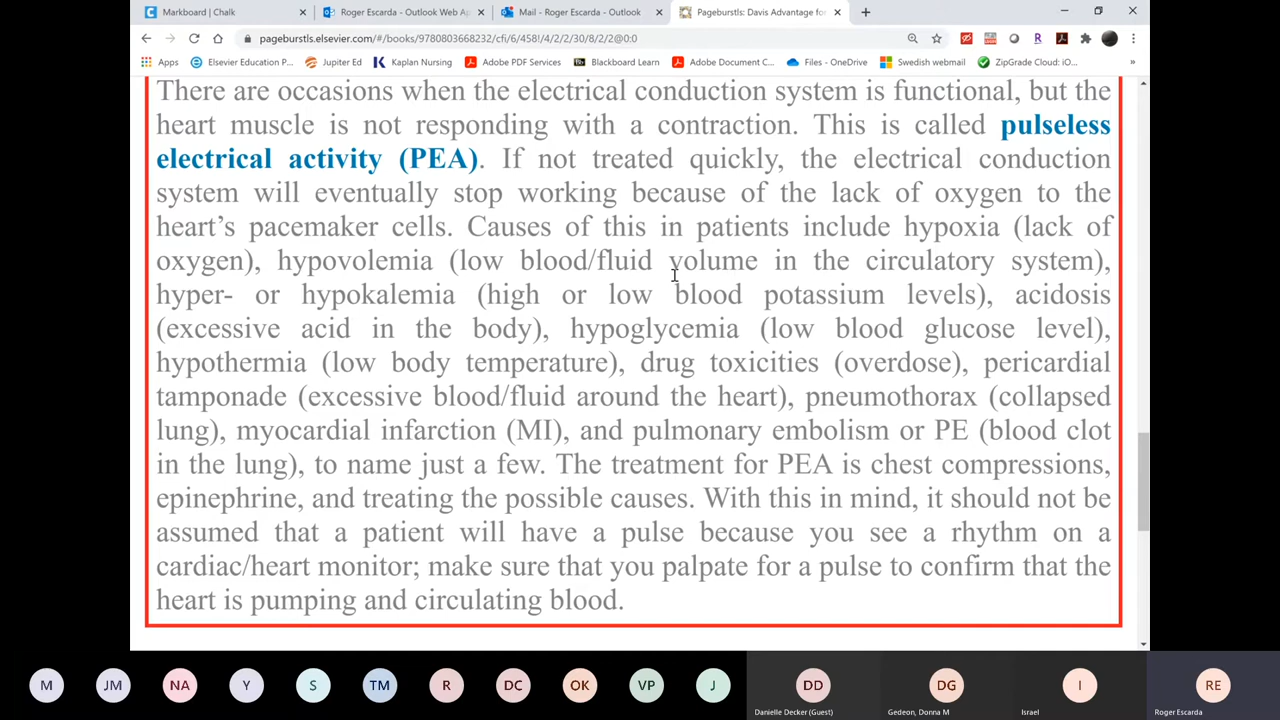 Markboard | Chalk
Roger Escarda - Outlook Web Ap
Mail - Roger Escarda - Outlook
Pageburstls: Davis Advantage for
pageburstls.elsevier.com/#/books/9780803668232/cfi/6/458!/4/2/2/30/8/2/2@0:0
Apps
Elsevier Education P...
Jupiter Ed
Kaplan Nursing
Adobe PDF Services
Blackboard Learn
Adobe Document C...
Files - OneDrive
Swedish webmail
ZipGrade Cloud: iO...
There are occasions when the electrical conduction system is functional, but the
heart muscle is not responding with a contraction. This is called pulseless
electrical activity (PEA). If not treated quickly, the electrical conduction
system will eventually stop working because of the lack of oxygen to the
heart's pacemaker cells. Causes of this in patients include hypoxia (lack of
oxygen), hypovolemia (low blood/fluid volume in the circulatory system),
hyper- or hypokalemia (high or low blood potassium levels), acidosis
(excessive acid in the body), hypoglycemia (low blood glucose level),
hypothermia (low body temperature), drug toxicities (overdose), pericardial
tamponade (excessive blood/fluid around the heart), pneumothorax (collapsed
lung), myocardial infarction (MI), and pulmonary embolism or PE (blood clot
in the lung), to name just a few. The treatment for PEA is chest compressions,
epinephrine, and treating the possible causes. With this in mind, it should not be
assumed that a patient will have a pulse because you see a rhythm on a
cardiac/heart monitor; make sure that you palpate for a pulse to confirm that the
heart is pumping and circulating blood.
M
JM
NA
Y
S
TM
R
DC
OK
VP
J
DD
DG
I
RE
Danielle Decker (Guest)
Gedeon, Donna M
Israel
Roger Escarda